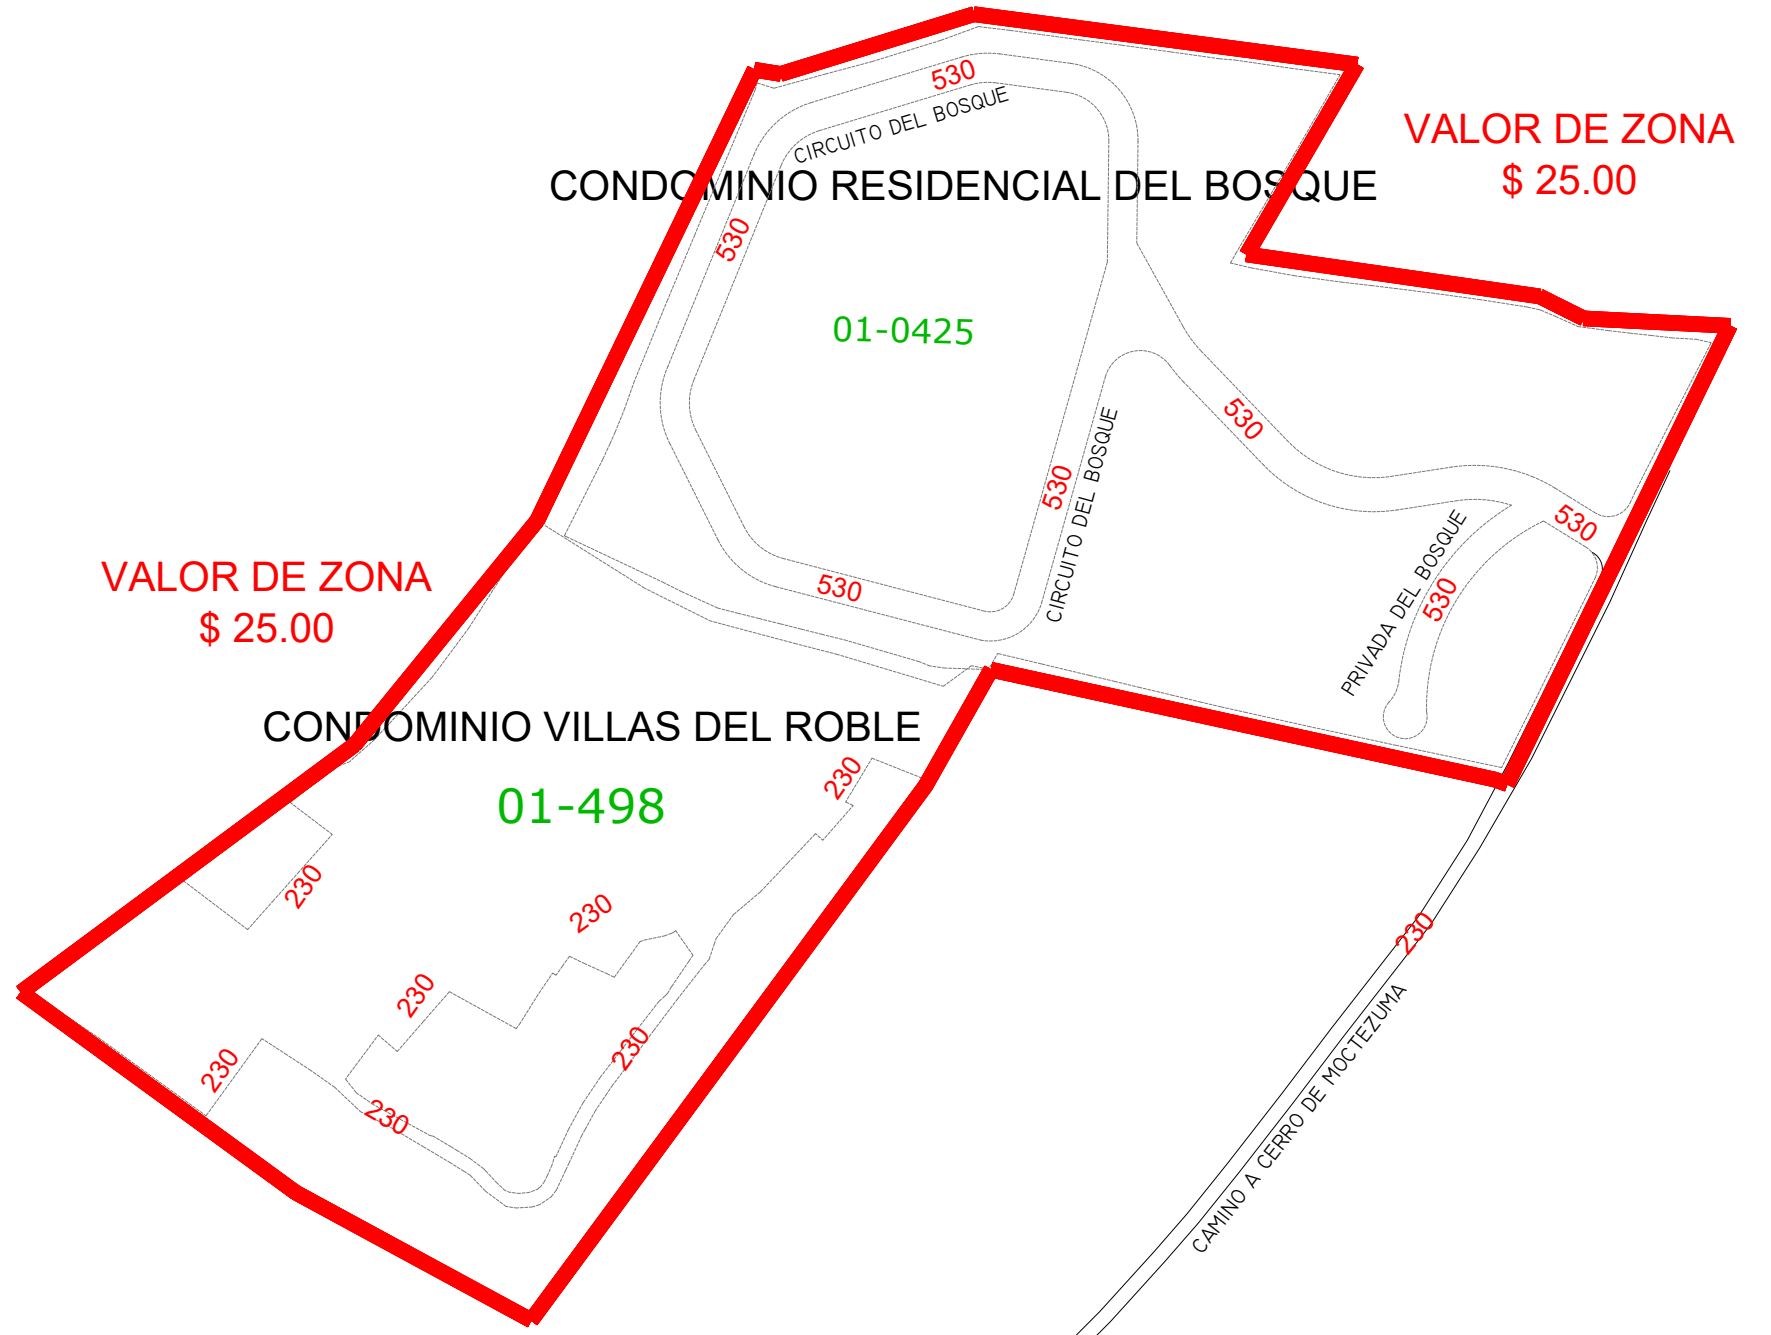 530
CIRCUITO DEL BOSQUE
VALOR DE ZONA
$ 25.00
CONDOMINIO RESIDENCIAL DEL BOSQUE
530
01-0425
530
530
CIRCUITO DEL BOSQUE
530
530
PRIVADA DEL BOSQUE
530
VALOR DE ZONA
$ 25.00
CONDOMINIO VILLAS DEL ROBLE
01-498
230
230
230
230
230
230
230
230
CAMINO A CERRO DE MOCTEZUMA